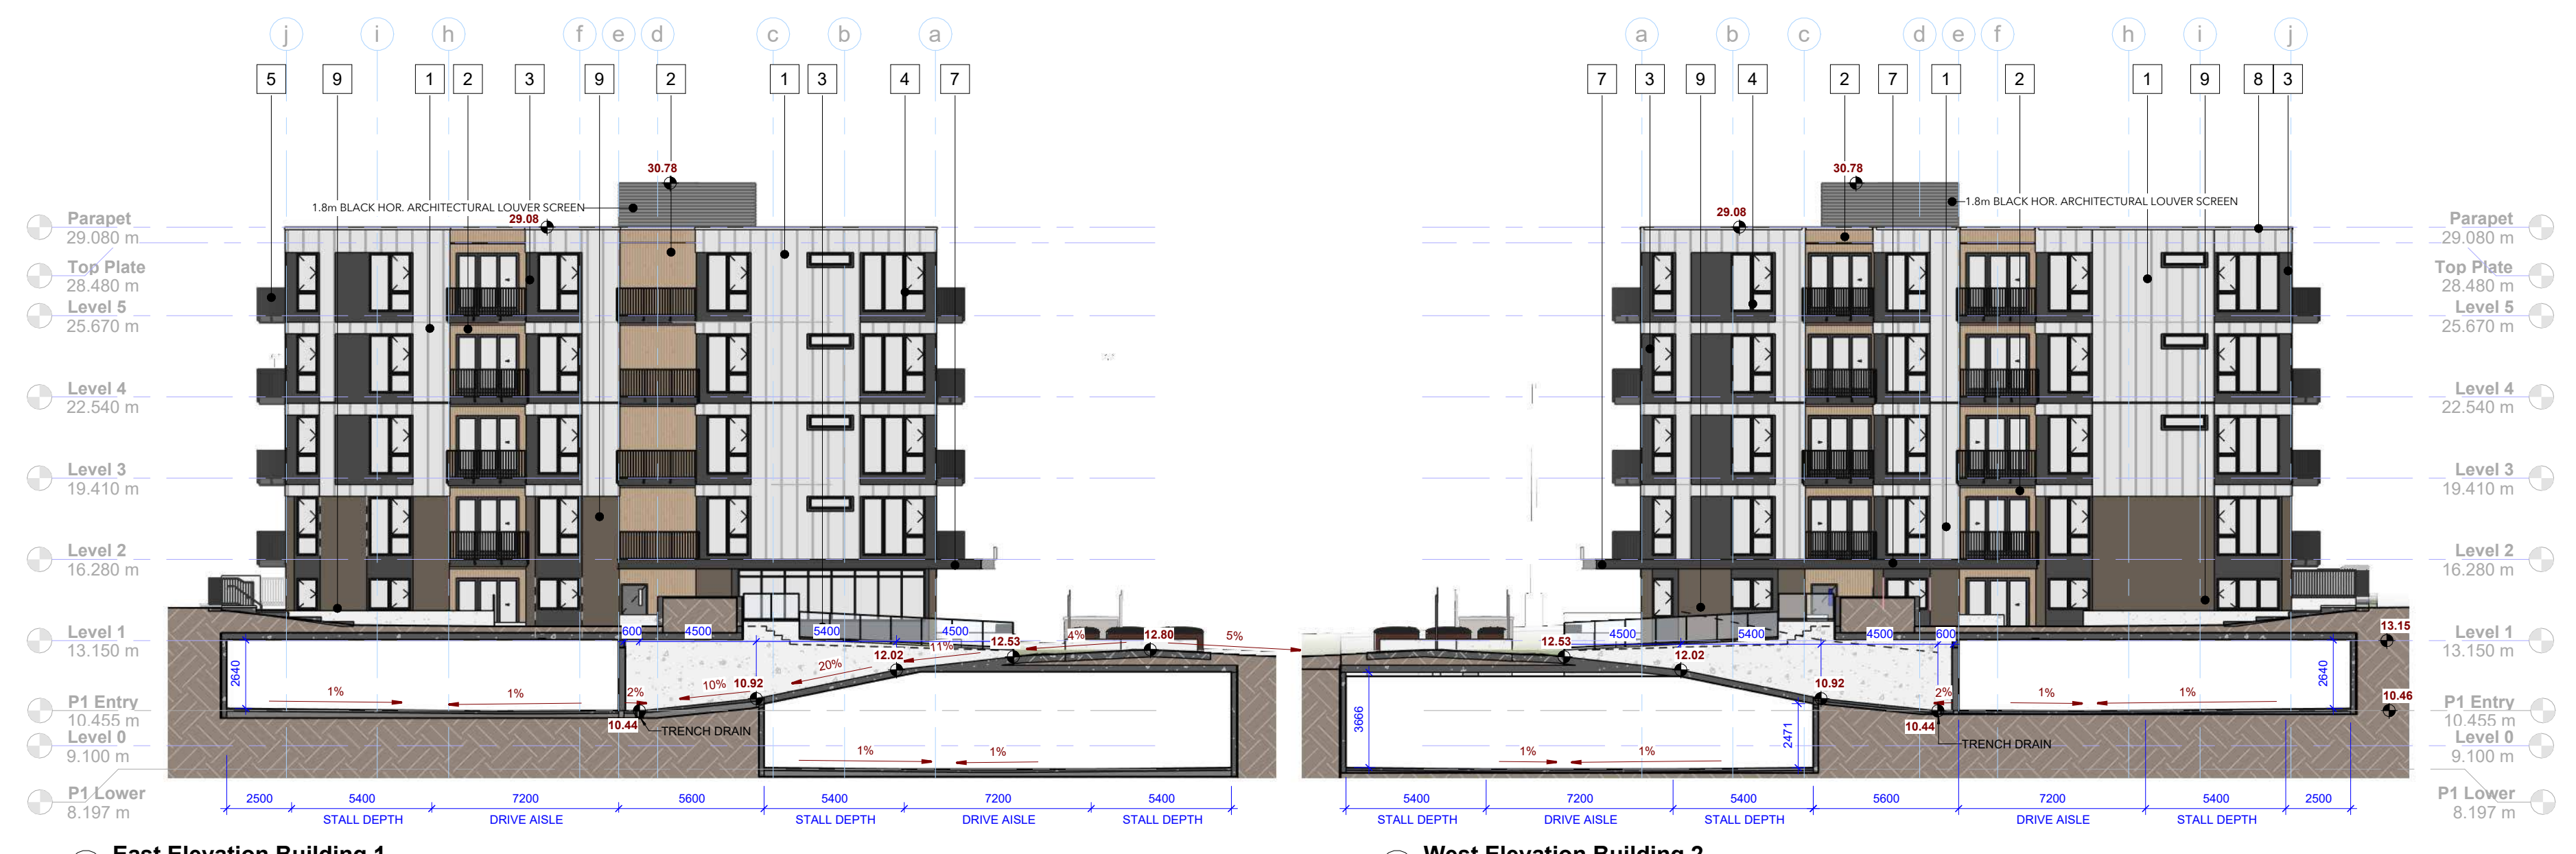 j i h f e d c b a
a b c d e f h i j
5 9 1 2 3 9 2 1 3 4 7
7 3 9 4 2 7 1 2 1 9 8 3
30.78
30.78
1.8m BLACK HOR. ARCHITECTURAL LOUVER SCREEN
1.8m BLACK HOR. ARCHITECTURAL LOUVER SCREEN
29.08
29.08
Parapet
29.080 m
Top Plate
28.480 m
Level 5
25.670 m
Level 4
22.540 m
Level 3
19.410 m
Level 2
16.280 m
Level 1
13.150 m
P1 Entry
10.455 m
Level 0
9.100 m
P1 Lower
8.197 m
600 4500 5400 4500
12.53 4% 12.80 5%
11%
12.02
20%
10.92
10%
2%
10.44
TRENCH DRAIN
2640
1% 1%
1% 1%
2500 5400 7200 5600 5400 7200 5400
STALL DEPTH DRIVE AISLE STALL DEPTH DRIVE AISLE STALL DEPTH
East Elevation Building 1
4500 5400 4500 600
12.53
12.02
10.92
2%
10.44
TRENCH DRAIN
3666
2471
2640
1% 1%
1% 1%
13.15
10.46
5400 7200 5400 5600 7200 5400 2500
STALL DEPTH DRIVE AISLE STALL DEPTH DRIVE AISLE STALL DEPTH
West Elevation Building 2
Parapet
29.080 m
Top Plate
28.480 m
Level 5
25.670 m
Level 4
22.540 m
Level 3
19.410 m
Level 2
16.280 m
Level 1
13.150 m
P1 Entry
10.455 m
Level 0
9.100 m
P1 Lower
8.197 m